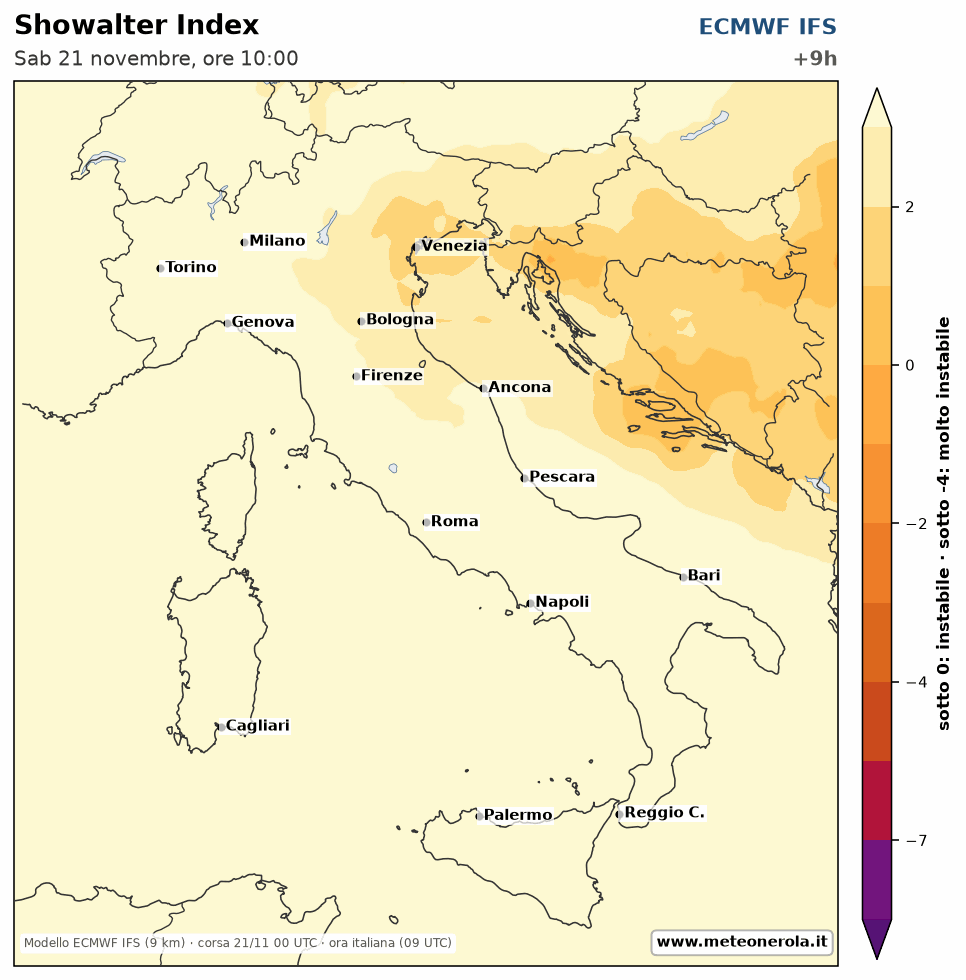 Showalter Index
ECMWF IFS
Sab 21 novembre, ore 10:00
+9h
Milano
Venezia
Torino
Genova
Bologna
Firenze
Ancona
Pescara
Roma
Bari
Napoli
Cagliari
Palermo
Reggio C.
2
0
−2
−4
−7
sotto 0: instabile · sotto -4: molto instabile
Modello ECMWF IFS (9 km) · corsa 21/11 00 UTC · ora italiana (09 UTC)
www.meteonerola.it